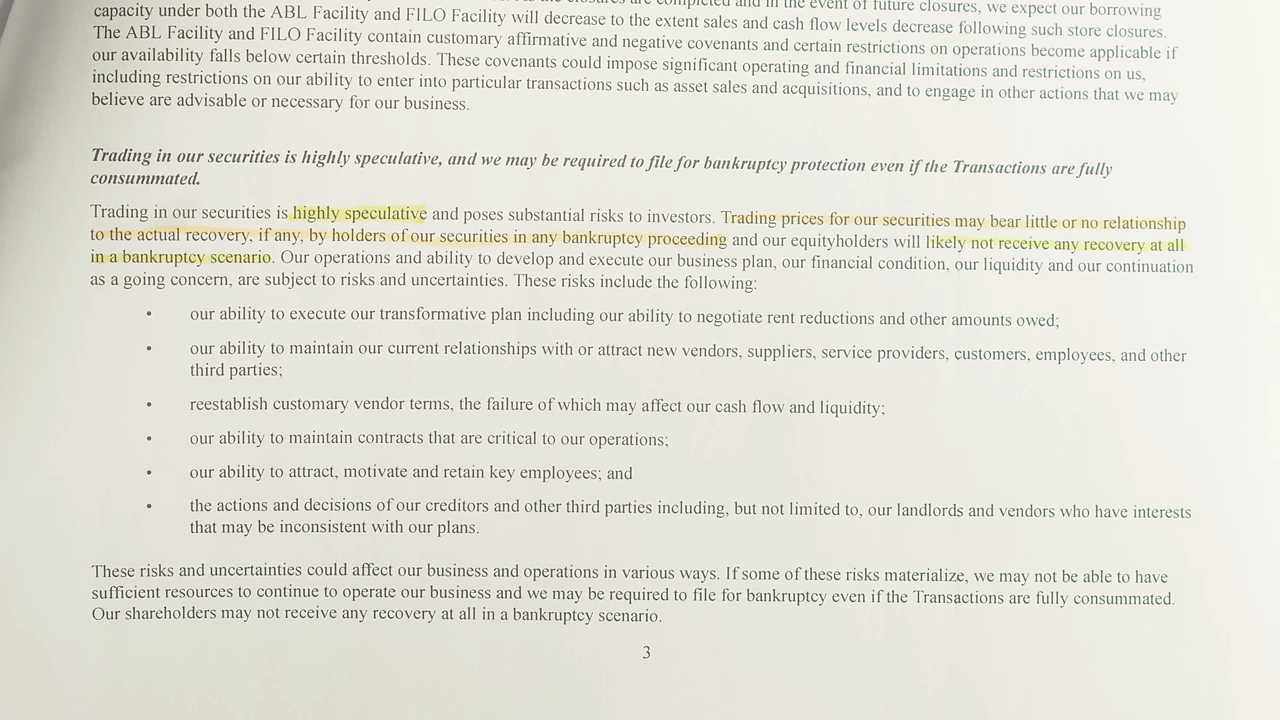 capacity under both the ABL Facility and FILO Facility will decrease to the extent sales and cash flow levels decrease following such store closures.
The ABL Facility and FILO Facility contain customary affirmative and negative covenants and certain restrictions on operations become applicable if
our availability falls below certain thresholds. These covenants could impose significant operating and financial limitations and restrictions on us,
including restrictions on our ability to enter into particular transactions such as asset sales and acquisitions, and to engage in other actions that we may
believe are advisable or necessary for our business.
Trading in our securities is highly speculative, and we may be required to file for bankruptcy protection even if the Transactions are fully
consummated.
Trading in our securities is highly speculative and poses substantial risks to investors. Trading prices for our securities may bear little or no relationship
to the actual recovery, if any, by holders of our securities in any bankruptcy proceeding and our equityholders will likely not receive any recovery at all
in a bankruptcy scenario. Our operations and ability to develop and execute our business plan, our financial condition, our liquidity and our continuation
as a going concern, are subject to risks and uncertainties. These risks include the following:
• our ability to execute our transformative plan including our ability to negotiate rent reductions and other amounts owed;
• our ability to maintain our current relationships with or attract new vendors, suppliers, service providers, customers, employees, and other
third parties;
• reestablish customary vendor terms, the failure of which may affect our cash flow and liquidity;
• our ability to maintain contracts that are critical to our operations;
• our ability to attract, motivate and retain key employees; and
• the actions and decisions of our creditors and other third parties including, but not limited to, our landlords and vendors who have interests
that may be inconsistent with our plans.
These risks and uncertainties could affect our business and operations in various ways. If some of these risks materialize, we may not be able to have
sufficient resources to continue to operate our business and we may be required to file for bankruptcy even if the Transactions are fully consummated.
Our shareholders may not receive any recovery at all in a bankruptcy scenario.
3